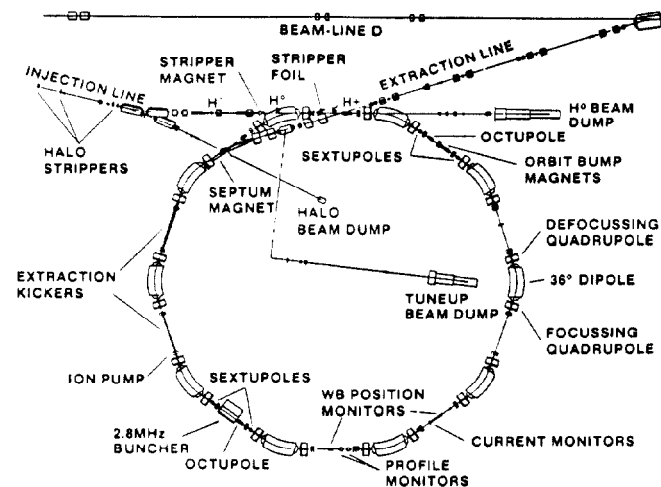 BEAM-LINE D
STRIPPER
MAGNET
STRIPPER
FOIL
EXTRACTION LINE
INJECTION LINE
H⁻
H°
H+
H° BEAM
DUMP
HALO
STRIPPERS
SEXTUPOLES
OCTUPOLE
ORBIT BUMP
MAGNETS
SEPTUM
MAGNET
HALO
BEAM DUMP
DEFOCUSSING
QUADRUPOLE
EXTRACTION
KICKERS
36° DIPOLE
TUNEUP
BEAM DUMP
FOCUSSING
QUADRUPOLE
ION PUMP
SEXTUPOLES
WB POSITION
MONITORS
2.8MHz
BUNCHER
OCTUPOLE
CURRENT MONITORS
PROFILE
MONITORS